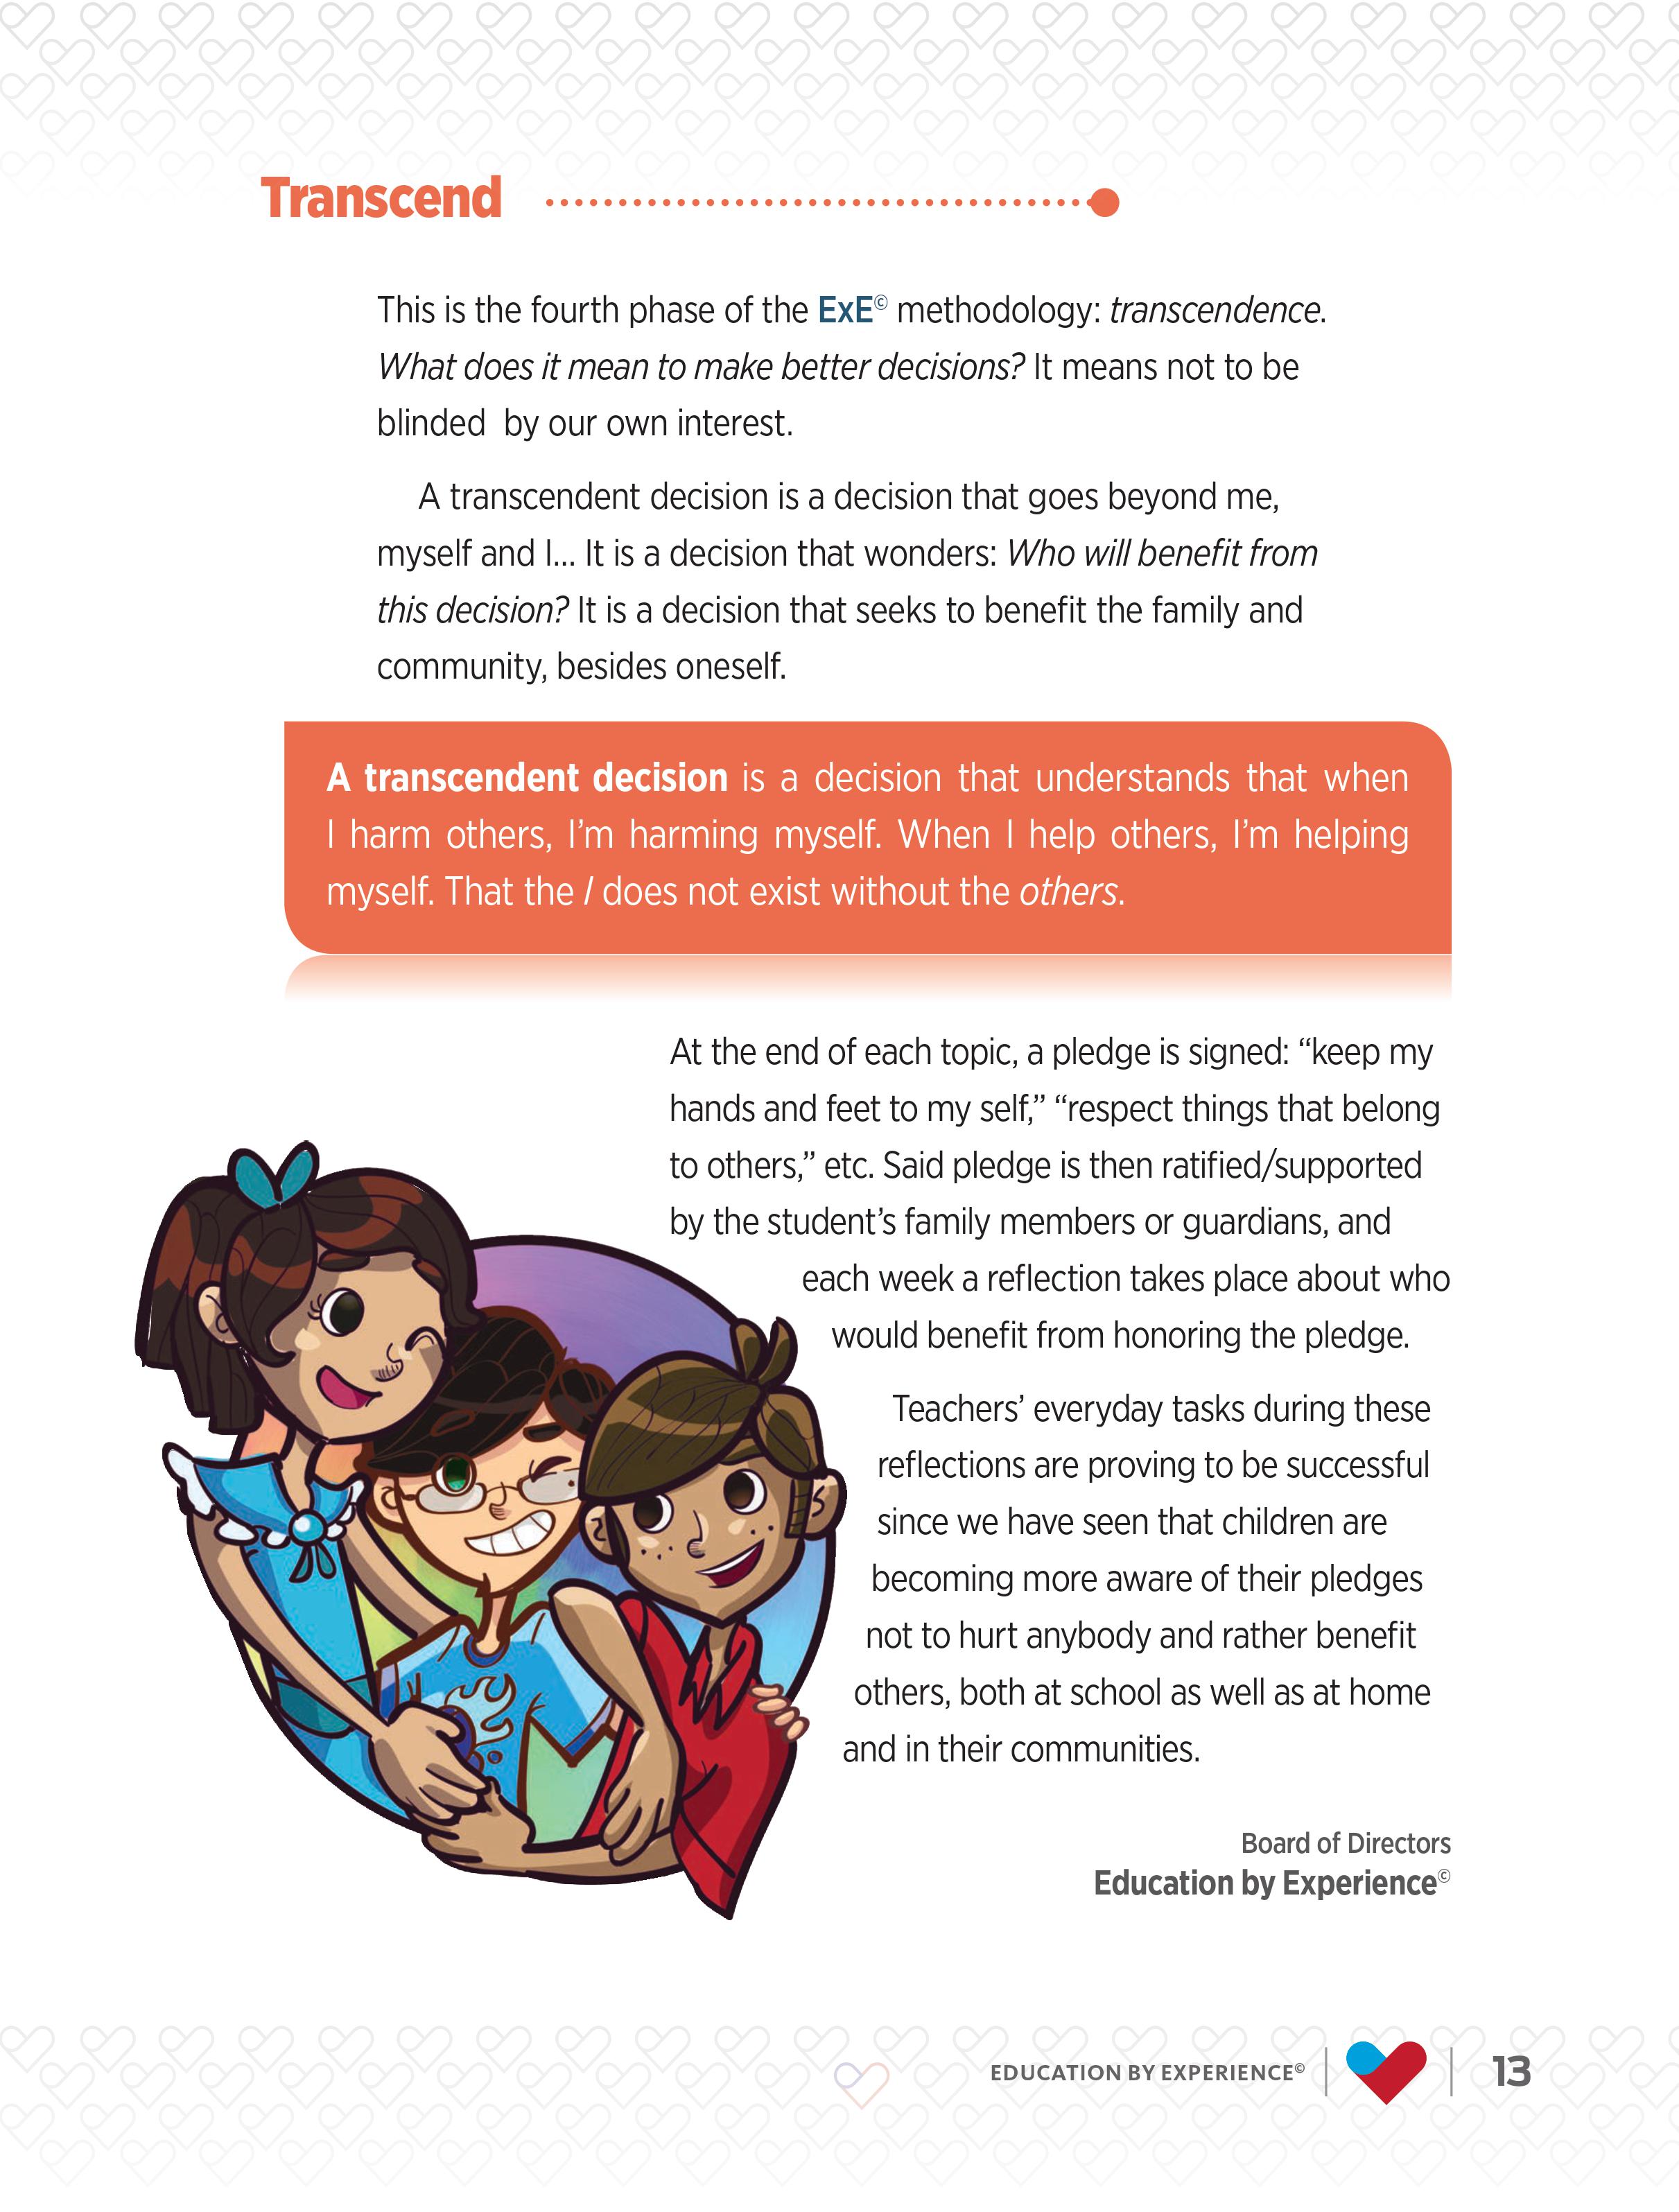 Transcend
This is the fourth phase of the ExE© methodology: transcendence.
What does it mean to make better decisions? It means not to be
blinded by our own interest.
A transcendent decision is a decision that goes beyond me,
myself and I... It is a decision that wonders: Who will benefit from
this decision? It is a decision that seeks to benefit the family and
community, besides oneself.
A transcendent decision is a decision that understands that when
I harm others, I’m harming myself. When I help others, I’m helping
myself. That the I does not exist without the others.
At the end of each topic, a pledge is signed: “keep my
hands and feet to my self,” “respect things that belong
to others,” etc. Said pledge is then ratified/supported
by the student’s family members or guardians, and
each week a reflection takes place about who
would benefit from honoring the pledge.
Teachers’ everyday tasks during these
reflections are proving to be successful
since we have seen that children are
becoming more aware of their pledges
not to hurt anybody and rather benefit
others, both at school as well as at home
and in their communities.
Board of Directors
Education by Experience©
EDUCATION BY EXPERIENCE©
13